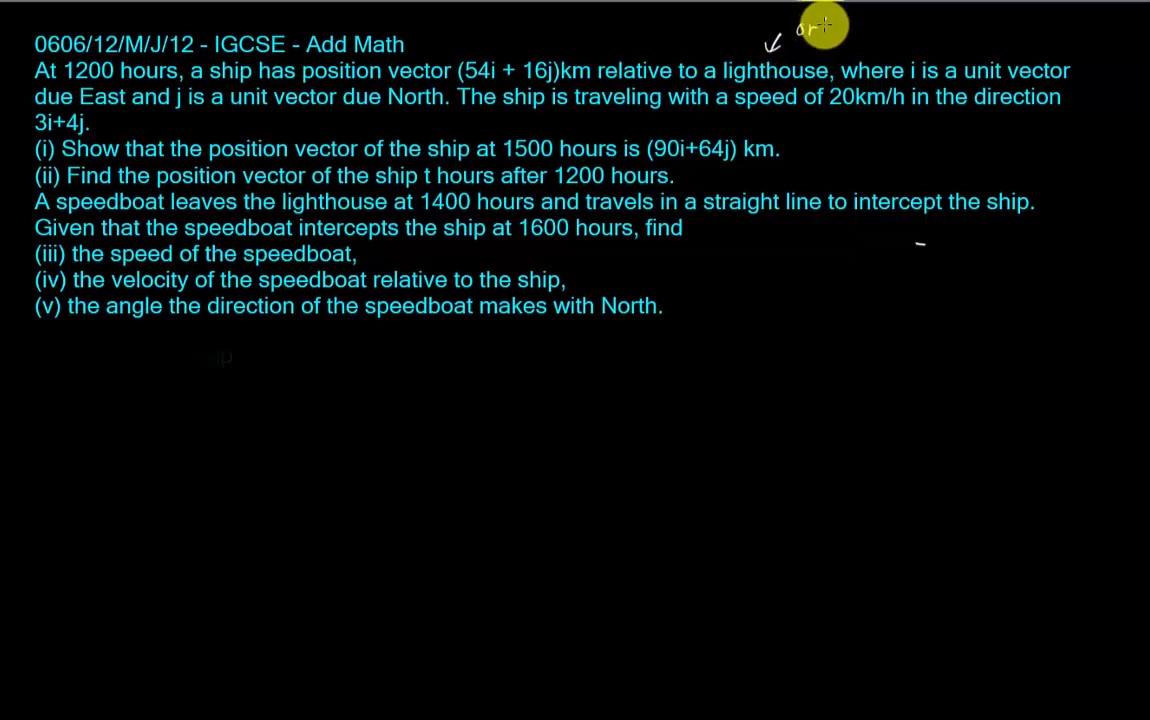 or
0606/12/M/J/12 - IGCSE - Add Math
At 1200 hours, a ship has position vector (54i + 16j)km relative to a lighthouse, where i is a unit vector
due East and j is a unit vector due North. The ship is traveling with a speed of 20km/h in the direction
3i+4j.
(i) Show that the position vector of the ship at 1500 hours is (90i+64j) km.
(ii) Find the position vector of the ship t hours after 1200 hours.
A speedboat leaves the lighthouse at 1400 hours and travels in a straight line to intercept the ship.
Given that the speedboat intercepts the ship at 1600 hours, find
(iii) the speed of the speedboat,
(iv) the velocity of the speedboat relative to the ship,
(v) the angle the direction of the speedboat makes with North.